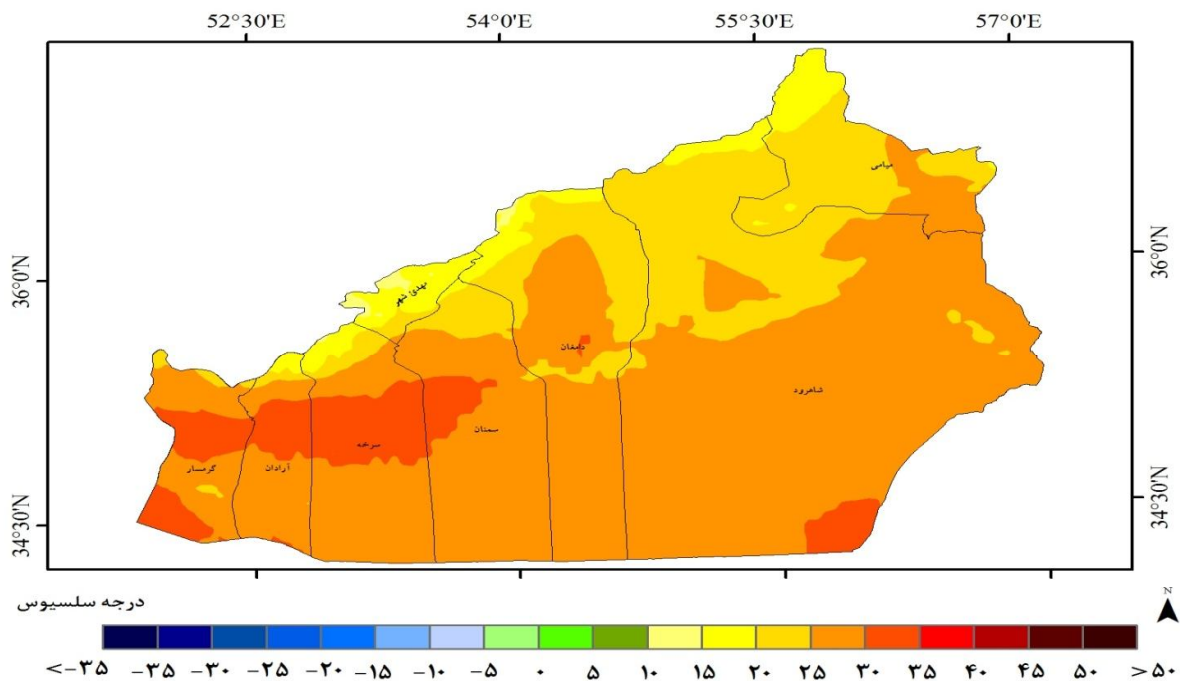 52°30'E 54°0'E 55°30'E 57°0'E
میامی
36°0'N 36°0'N
مهدی شهر
دامغان
شاهرود
سمنان
سرخه
آرادان
گرمسار
34°30'N 34°30'N
درجه سلسیوس
N
<-۳۵ -۳۵ -۳۰ -۲۵ -۲۰ -۱۵ -۱۰ -۵ ۰ ۵ ۱۰ ۱۵ ۲۰ ۲۵ ۳۰ ۳۵ ۴۰ ۴۵ ۵۰ >۵۰